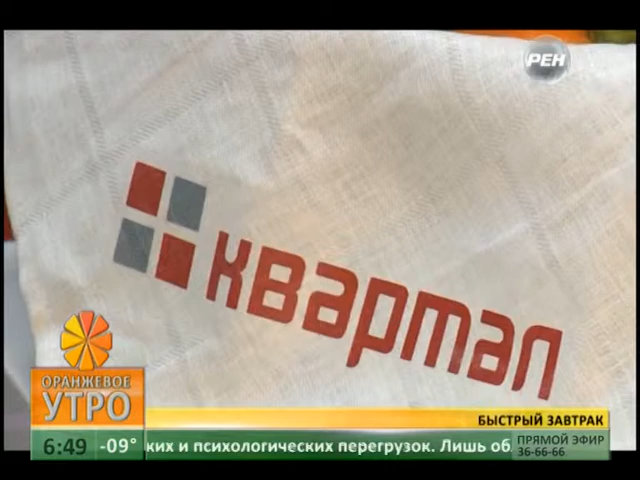 РЕН
квартал
ОРАНЖЕВОЕ
УТРО
БЫСТРЫЙ ЗАВТРАК
6:49 -09° ких и психологических перегрузок. Лишь об
ПРЯМОЙ ЭФИР
36-66-66